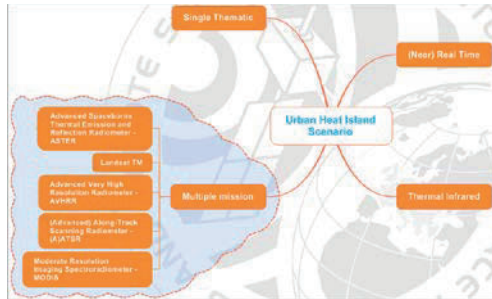 Single Thematic
(Near) Real Time
Urban Heat Island
Scenario
Advanced Spaceborne
Thermal Emission and
Reflection Radiometer -
ASTER
Landsat TM
Advanced Very High
Resolution Radiometer -
AVHRR
Multiple mission
Thermal Infrared
(Advanced) Along-Track
Scanning Radiometer -
(A)ATSR
Moderate Resolution
Imaging Spectroradiometer -
MODIA